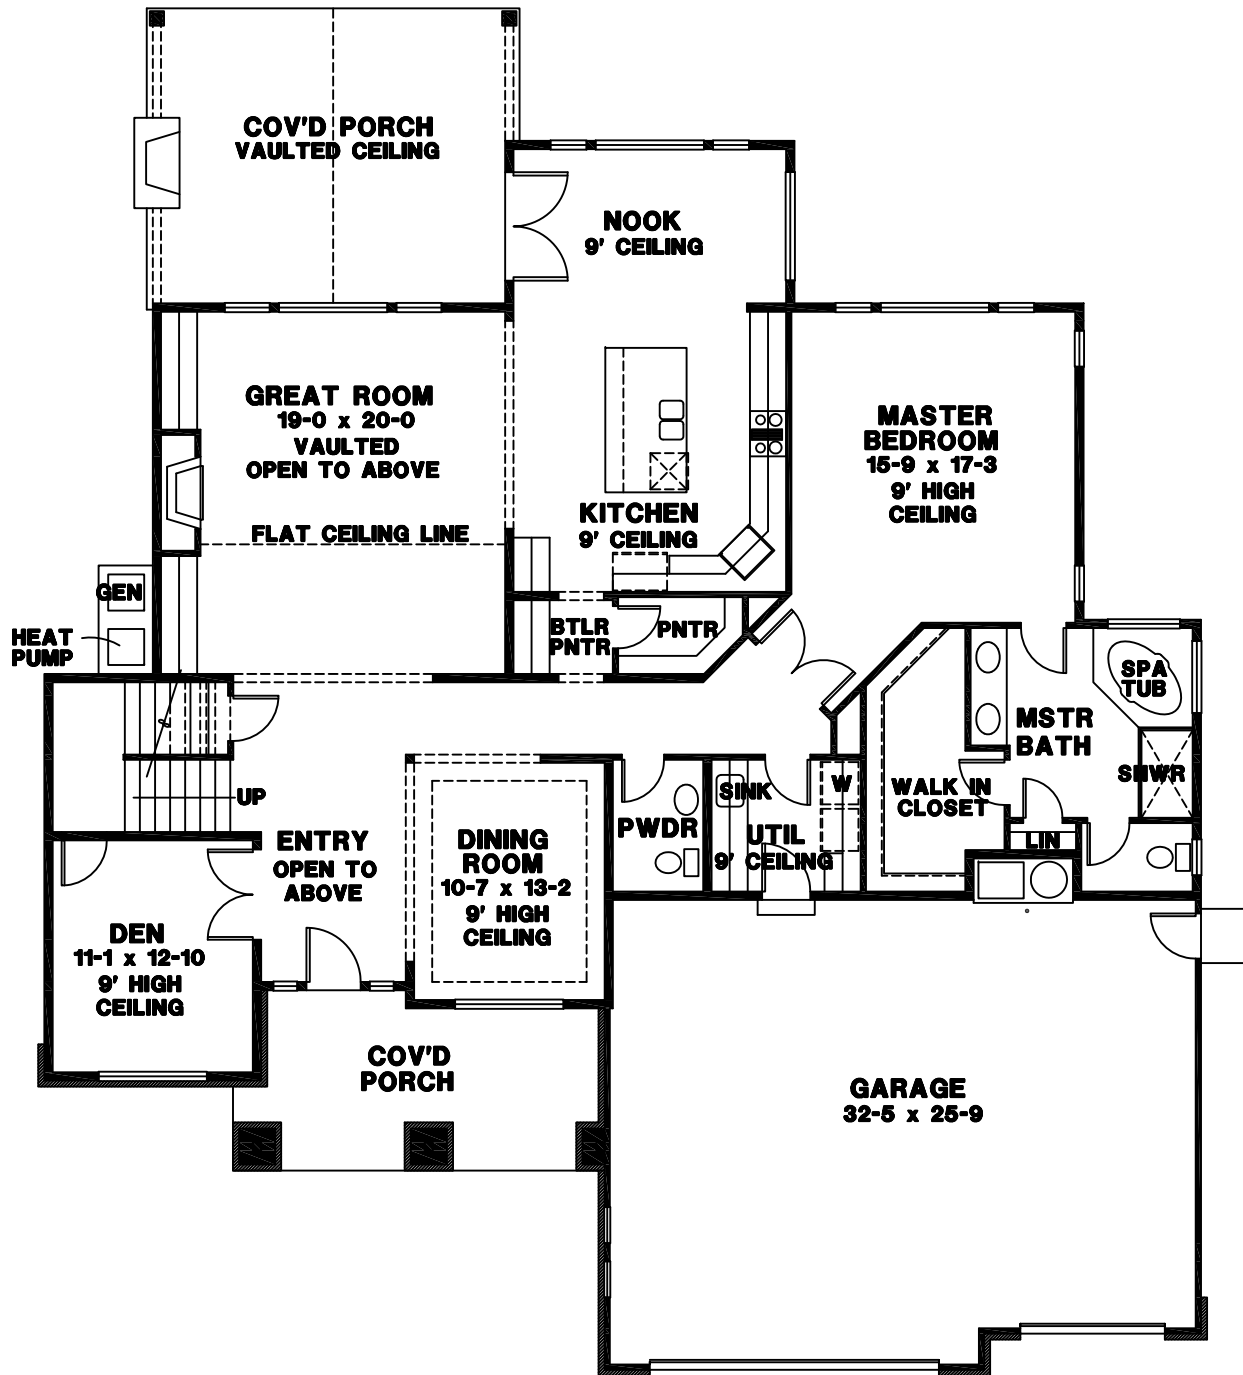 COV'D PORCH
VAULTED CEILING
NOOK
9' CEILING
GREAT ROOM
19-0 x 20-0
VAULTED
OPEN TO ABOVE
FLAT CEILING LINE
MASTER
BEDROOM
15-9 x 17-3
9' HIGH
CEILING
KITCHEN
9' CEILING
GEN
HEAT
PUMP
BTLR
PNTR
PNTR
SPA
TUB
MSTR
BATH
SHWR
WALK IN
CLOSET
LIN
UP
SINK
W
UTIL
9' CEILING
PWDR
ENTRY
OPEN TO
ABOVE
DINING
ROOM
10-7 x 13-2
9' HIGH
CEILING
DEN
11-1 x 12-10
9' HIGH
CEILING
COV'D
PORCH
GARAGE
32-5 x 25-9